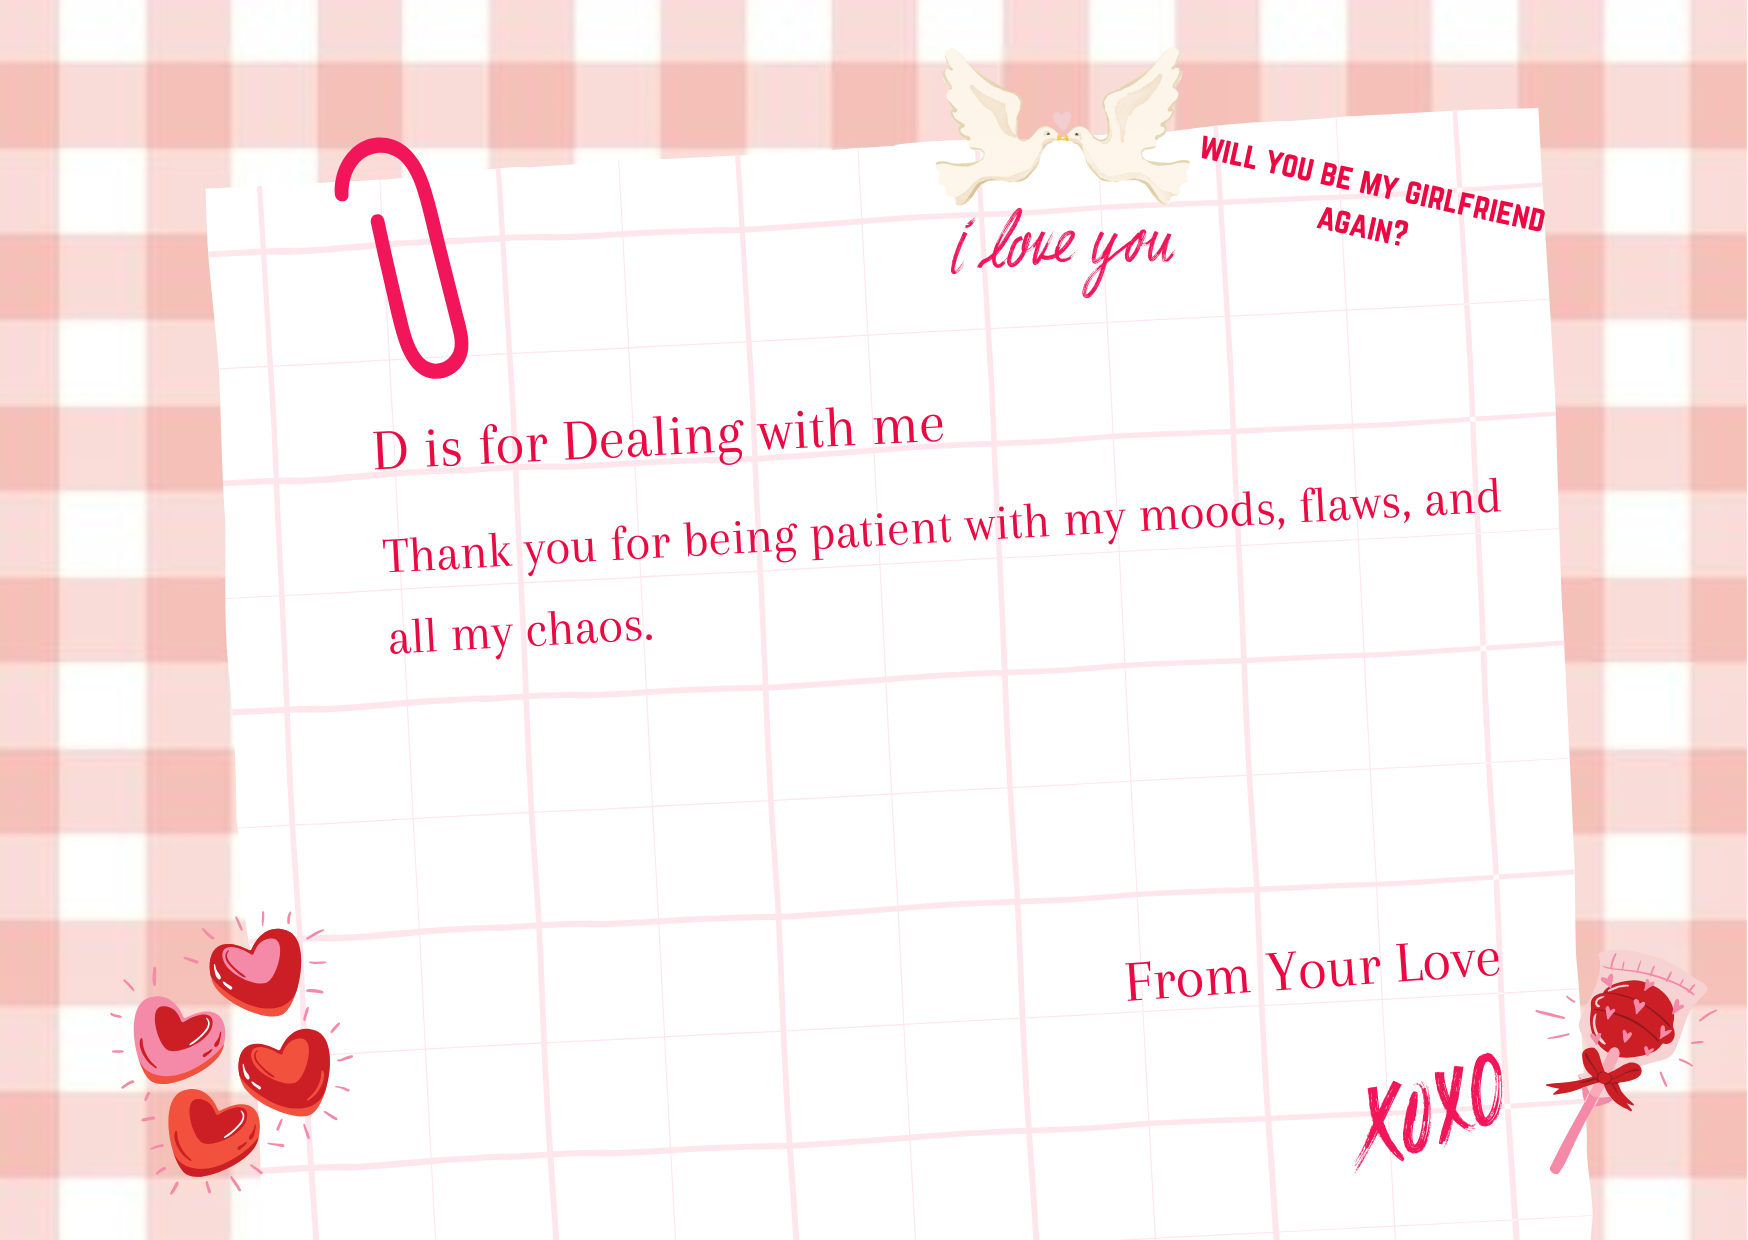 WILL YOU BE MY GIRLFRIEND
AGAIN?
i love you
D is for Dealing with me
Thank you for being patient with my moods, flaws, and
all my chaos.
From Your Love
XOXO